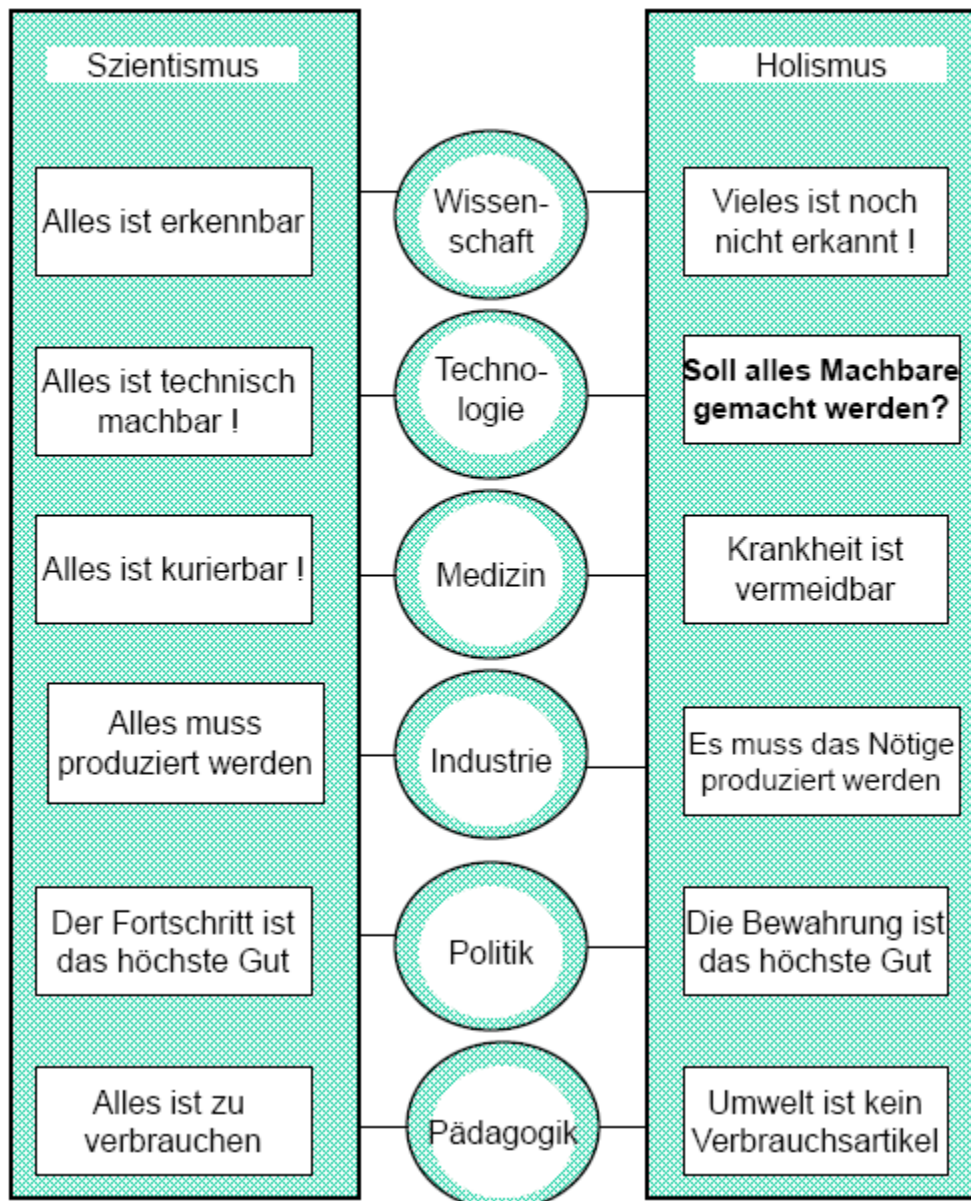 Szientismus
Holismus
Alles ist erkennbar
Wissen-
schaft
Vieles ist noch
nicht erkannt !
Alles ist technisch
machbar !
Techno-
logie
Soll alles Machbare
gemacht werden?
Alles ist kurierbar !
Medizin
Krankheit ist
vermeidbar
Alles muss
produziert werden
Industrie
Es muss das Nötige
produziert werden
Der Fortschritt ist
das höchste Gut
Politik
Die Bewahrung ist
das höchste Gut
Alles ist zu
verbrauchen
Pädagogik
Umwelt ist kein
Verbrauchsartikel